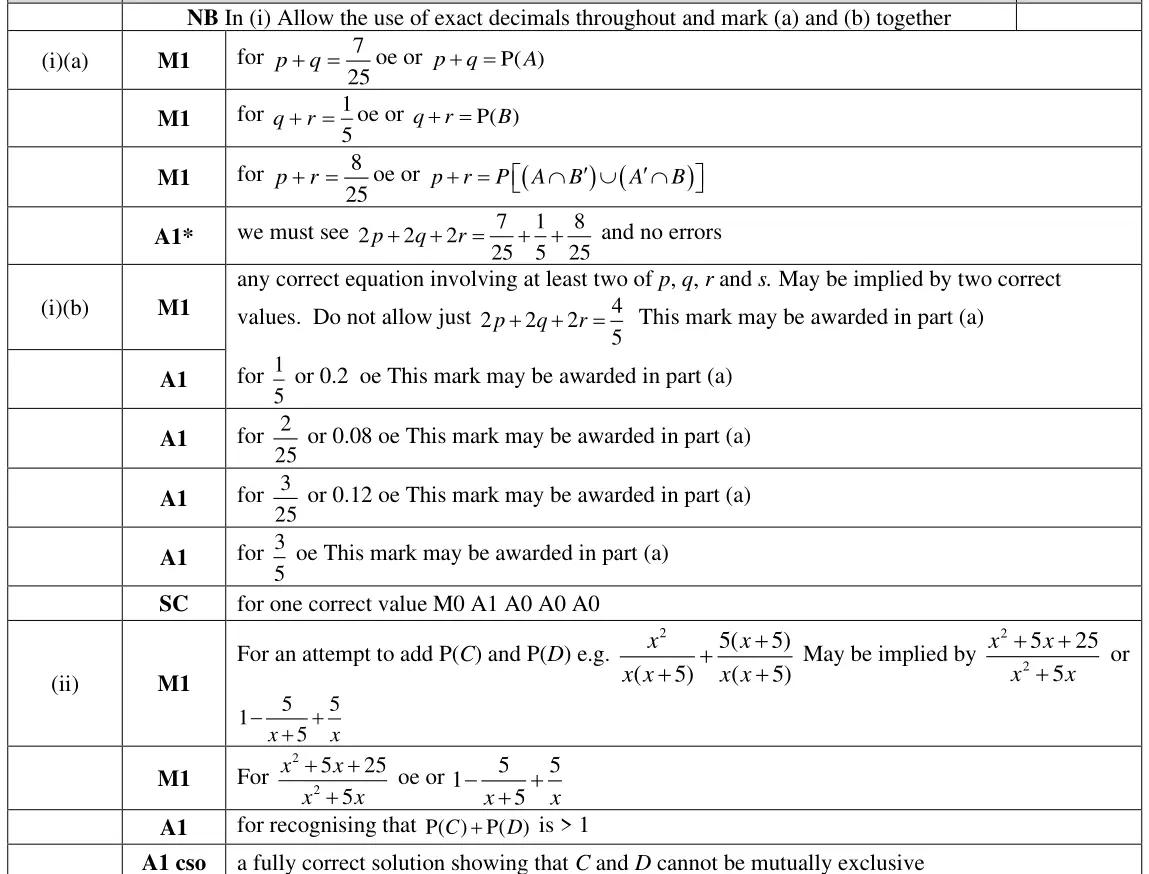 NB In (i) Allow the use of exact decimals throughout and mark (a) and (b) together
(i)(a) M1 for p + q = 7/25 oe or p + q = P(A)
M1 for q + r = 1/5 oe or q + r = P(B)
M1 for p + r = 8/25 oe or p + r = P[(A ∩ B′) ∪ (A′ ∩ B)]
A1* we must see 2p + 2q + 2r = 7/25 + 1/5 + 8/25 and no errors
(i)(b) M1 any correct equation involving at least two of p, q, r and s. May be implied by two correct
values. Do not allow just 2p + 2q + 2r = 4/5 This mark may be awarded in part (a)
A1 for 1/5 or 0.2 oe This mark may be awarded in part (a)
A1 for 2/25 or 0.08 oe This mark may be awarded in part (a)
A1 for 3/25 or 0.12 oe This mark may be awarded in part (a)
A1 for 3/5 oe This mark may be awarded in part (a)
SC for one correct value M0 A1 A0 A0 A0
(ii) M1 For an attempt to add P(C) and P(D) e.g. x²/x(x+5) + 5(x+5)/x(x+5) May be implied by (x² + 5x + 25)/(x² + 5x) or
1 − 5/(x+5) + 5/x
M1 For (x² + 5x + 25)/(x² + 5x) oe or 1 − 5/(x+5) + 5/x
A1 for recognising that P(C) + P(D) is > 1
A1 cso a fully correct solution showing that C and D cannot be mutually exclusive